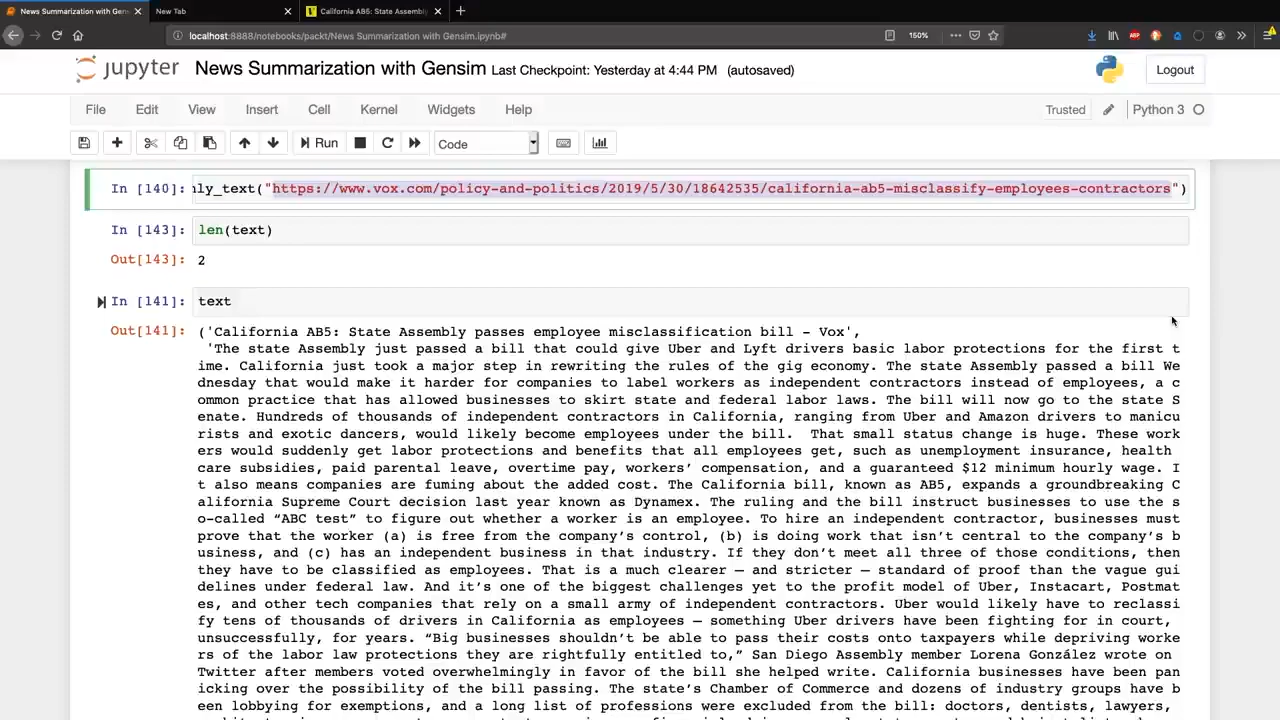 News Summarization with Gens
New Tab
California AB5: State Assembly
localhost:8888/notebooks/packt/News Summarization with Gensim.ipynb#
150%
ABP
jupyter
News Summarization with Gensim Last Checkpoint: Yesterday at 4:44 PM (autosaved)
Logout
File Edit View Insert Cell Kernel Widgets Help
Trusted
Python 3
Run
Code
In [140]: nly_text("https://www.vox.com/policy-and-politics/2019/5/30/18642535/california-ab5-misclassify-employees-contractors")
In [143]: len(text)
Out[143]: 2
In [141]: text
Out[141]: ('California AB5: State Assembly passes employee misclassification bill – Vox',
'The state Assembly just passed a bill that could give Uber and Lyft drivers basic labor protections for the first t
ime. California just took a major step in rewriting the rules of the gig economy. The state Assembly passed a bill We
dnesday that would make it harder for companies to label workers as independent contractors instead of employees, a c
ommon practice that has allowed businesses to skirt state and federal labor laws. The bill will now go to the state S
enate. Hundreds of thousands of independent contractors in California, ranging from Uber and Amazon drivers to manicu
rists and exotic dancers, would likely become employees under the bill.  That small status change is huge. These work
ers would suddenly get labor protections and benefits that all employees get, such as unemployment insurance, health
care subsidies, paid parental leave, overtime pay, workers’ compensation, and a guaranteed $12 minimum hourly wage. I
t also means companies are fuming about the added cost. The California bill, known as AB5, expands a groundbreaking C
alifornia Supreme Court decision last year known as Dynamex. The ruling and the bill instruct businesses to use the s
o-called “ABC test” to figure out whether a worker is an employee. To hire an independent contractor, businesses must
prove that the worker (a) is free from the company’s control, (b) is doing work that isn’t central to the company’s b
usiness, and (c) has an independent business in that industry. If they don’t meet all three of those conditions, then
they have to be classified as employees. That is a much clearer — and stricter — standard of proof than the vague gui
delines under federal law. And it’s one of the biggest challenges yet to the profit model of Uber, Instacart, Postmat
es, and other tech companies that rely on a small army of independent contractors. Uber would likely have to reclassi
fy tens of thousands of drivers in California as employees — something Uber drivers have been fighting for in court,
unsuccessfully, for years. “Big businesses shouldn’t be able to pass their costs onto taxpayers while depriving worke
rs of the labor law protections they are rightfully entitled to,” San Diego Assembly member Lorena González wrote on
Twitter after members voted overwhelmingly in favor of the bill she helped write. California businesses have been pan
icking over the possibility of the bill passing. The state’s Chamber of Commerce and dozens of industry groups have b
een lobbying for exemptions, and a long list of professions were excluded from the bill: doctors, dentists, lawyers,